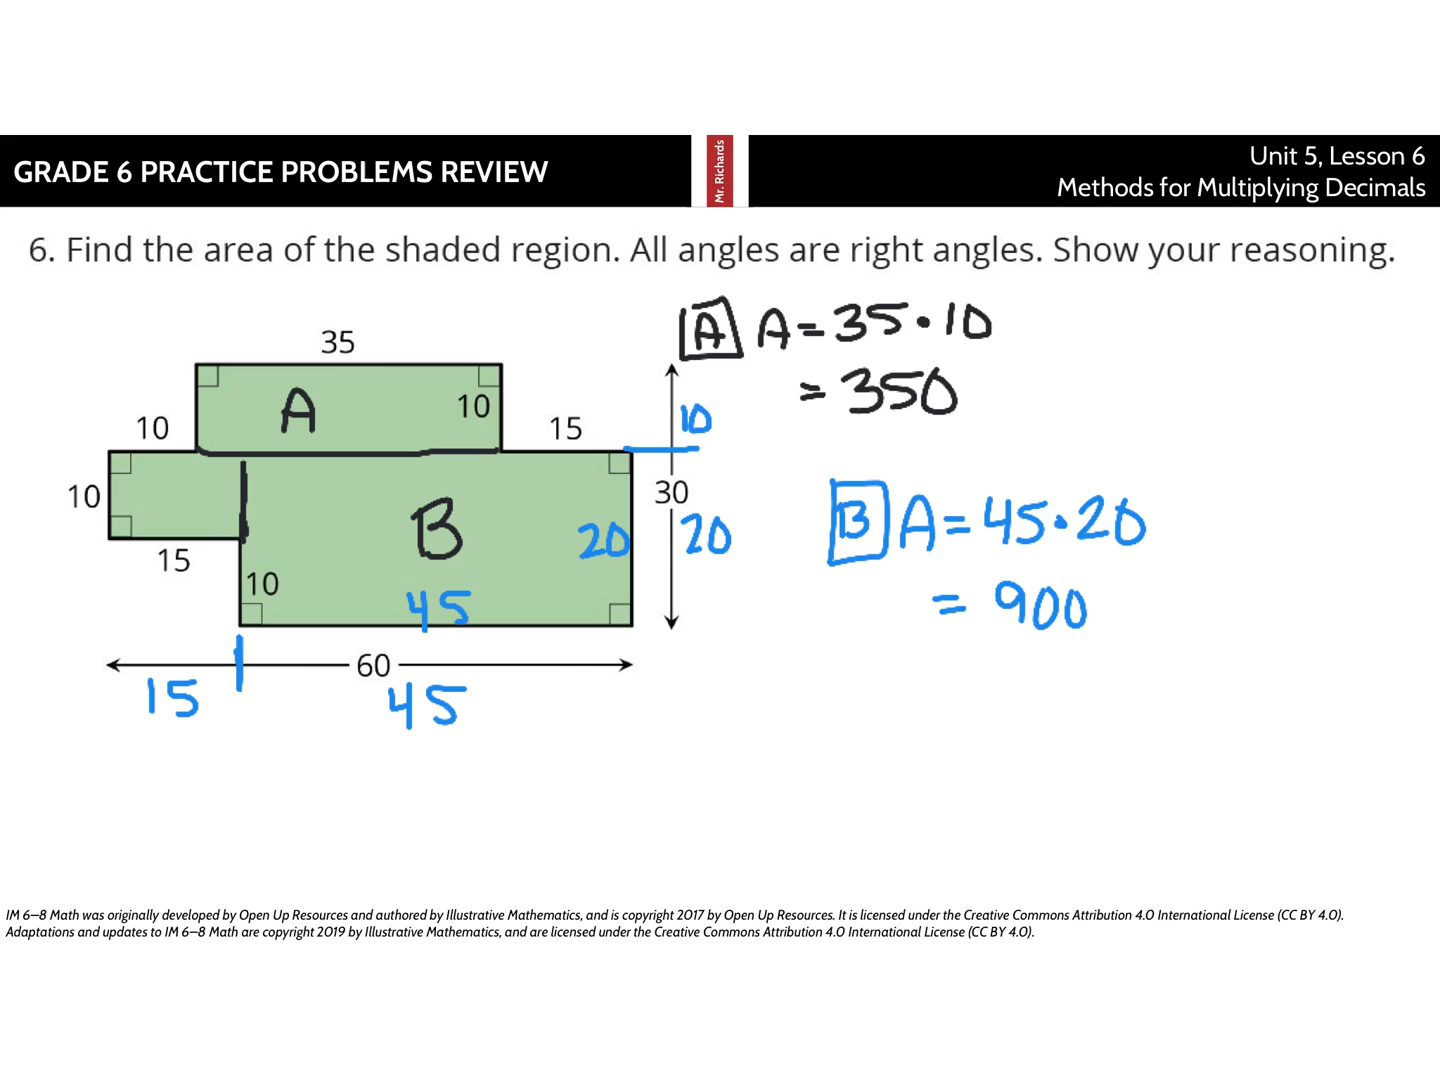 GRADE 6 PRACTICE PROBLEMS REVIEW
Mr. Richards
Unit 5, Lesson 6
Methods for Multiplying Decimals
6. Find the area of the shaded region. All angles are right angles. Show your reasoning.
35
A
10
10
15
10
15
10
B
20
45
30
10
20
60
15
45
A A = 35 · 10
= 350
B A = 45 · 20
= 900
IM 6–8 Math was originally developed by Open Up Resources and authored by Illustrative Mathematics, and is copyright 2017 by Open Up Resources. It is licensed under the Creative Commons Attribution 4.0 International License (CC BY 4.0).
Adaptations and updates to IM 6–8 Math are copyright 2019 by Illustrative Mathematics, and are licensed under the Creative Commons Attribution 4.0 International License (CC BY 4.0).